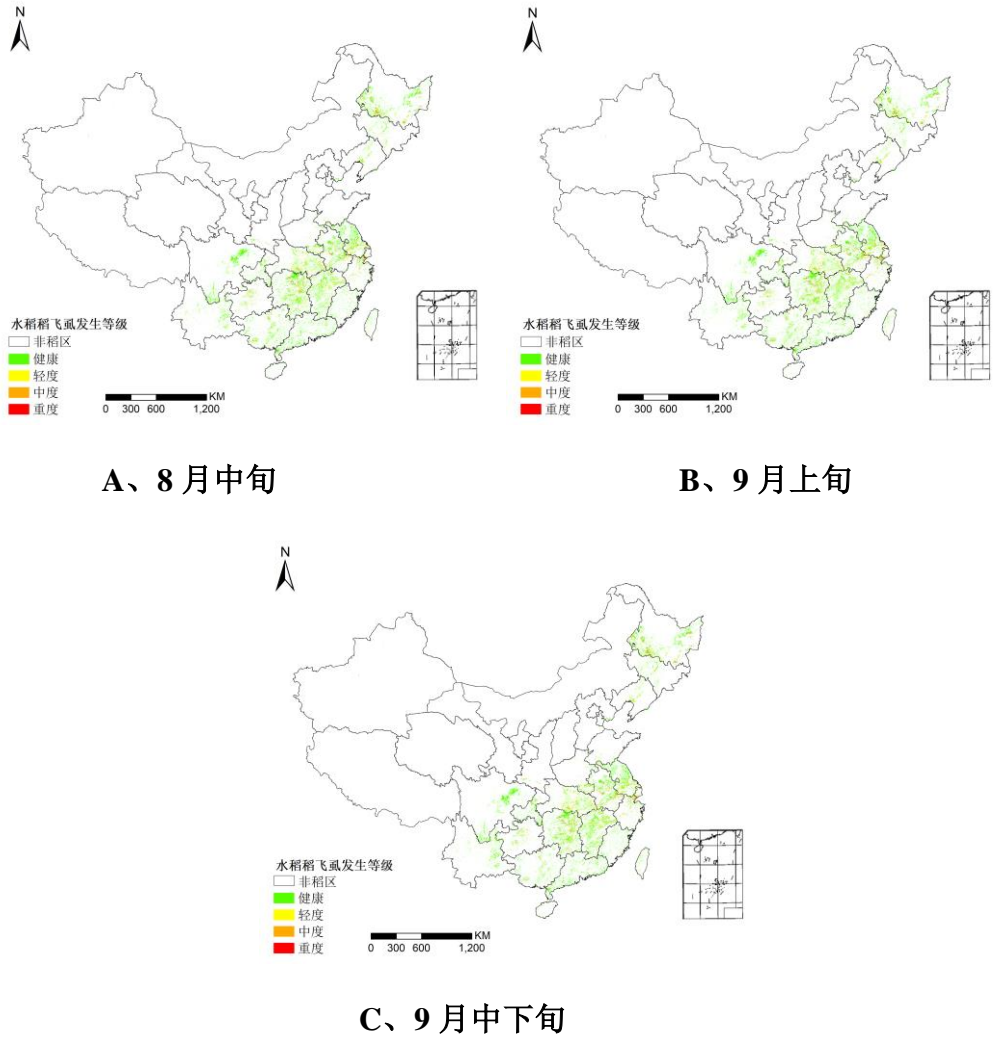 N
水稻稻飞虱发生等级
非稻区
健康
轻度
中度
重度
KM
0 300 600 1,200
A、8 月中旬
N
水稻稻飞虱发生等级
非稻区
健康
轻度
中度
重度
KM
0 300 600 1,200
B、9 月上旬
N
水稻稻飞虱发生等级
非稻区
健康
轻度
中度
重度
KM
0 300 600 1,200
C、9 月中下旬